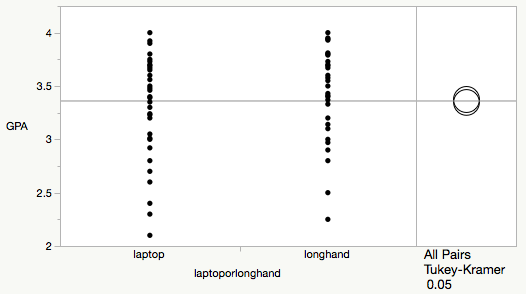 4
3.5
GPA
3
2.5
2
laptop
longhand
laptoporlonghand
All Pairs
Tukey-Kramer
0.05